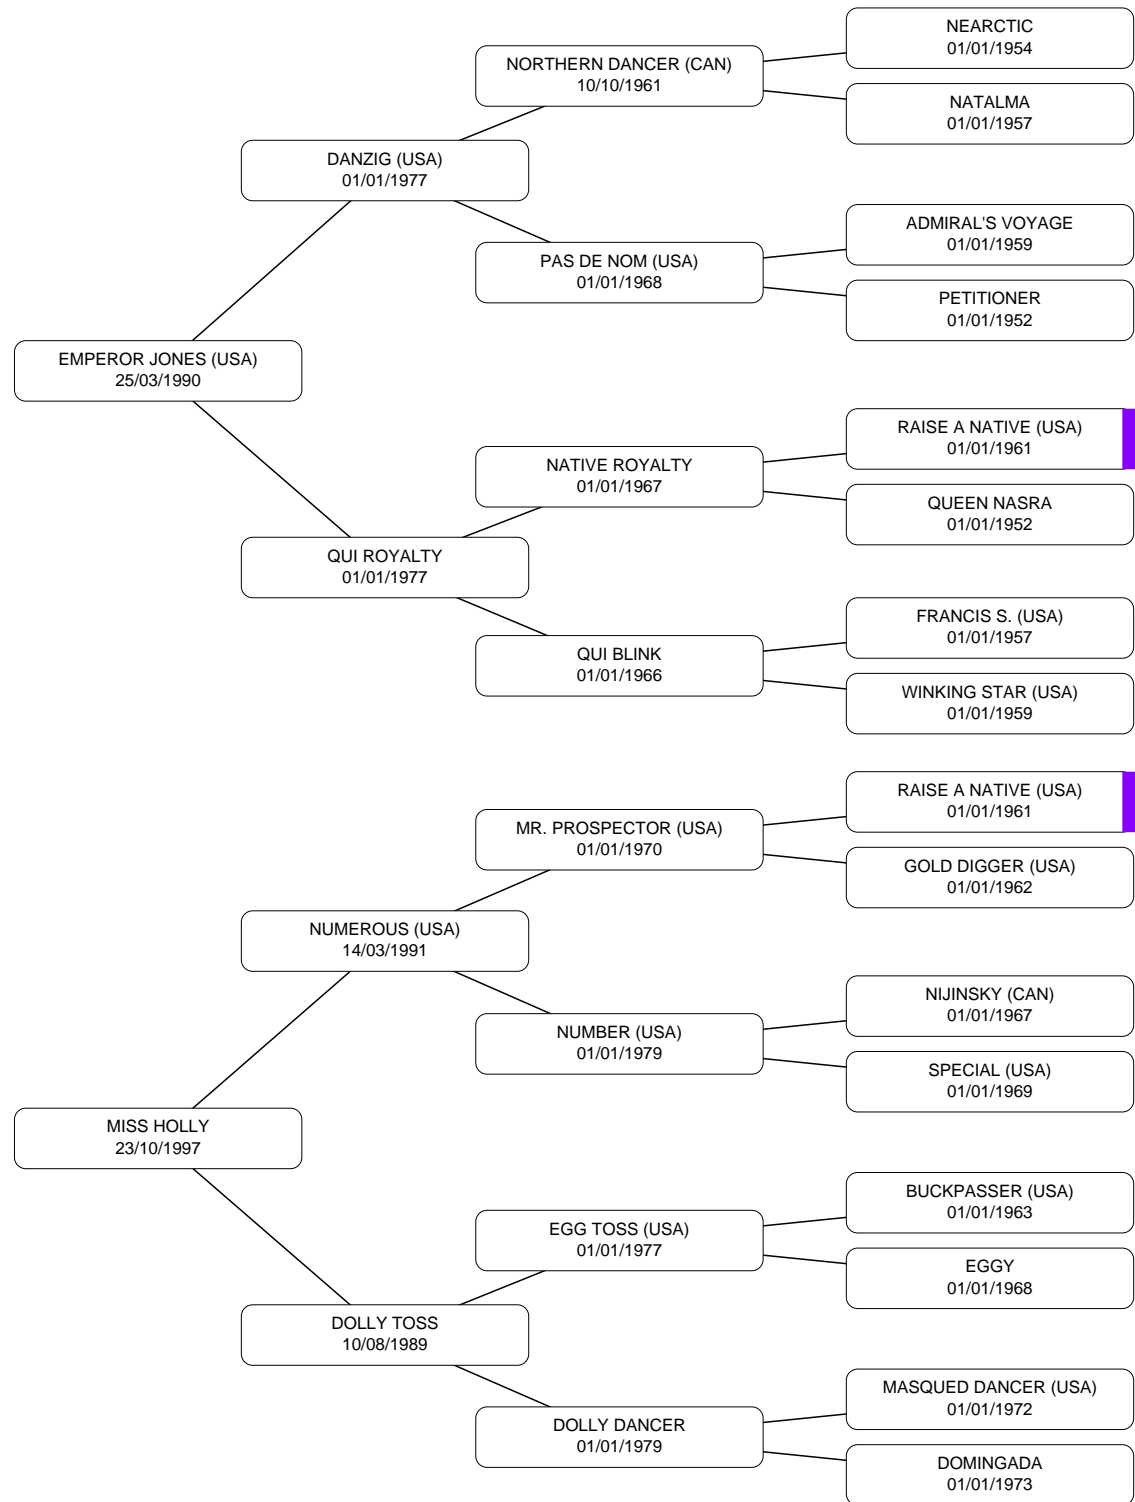 NEARCTIC
01/01/1954
NORTHERN DANCER (CAN)
10/10/1961
NATALMA
01/01/1957
DANZIG (USA)
01/01/1977
ADMIRAL'S VOYAGE
01/01/1959
PAS DE NOM (USA)
01/01/1968
PETITIONER
01/01/1952
EMPEROR JONES (USA)
25/03/1990
RAISE A NATIVE (USA)
01/01/1961
NATIVE ROYALTY
01/01/1967
QUEEN NASRA
01/01/1952
QUI ROYALTY
01/01/1977
FRANCIS S. (USA)
01/01/1957
QUI BLINK
01/01/1966
WINKING STAR (USA)
01/01/1959
RAISE A NATIVE (USA)
01/01/1961
MR. PROSPECTOR (USA)
01/01/1970
GOLD DIGGER (USA)
01/01/1962
NUMEROUS (USA)
14/03/1991
NIJINSKY (CAN)
01/01/1967
NUMBER (USA)
01/01/1979
SPECIAL (USA)
01/01/1969
MISS HOLLY
23/10/1997
BUCKPASSER (USA)
01/01/1963
EGG TOSS (USA)
01/01/1977
EGGY
01/01/1968
DOLLY TOSS
10/08/1989
MASQUED DANCER (USA)
01/01/1972
DOLLY DANCER
01/01/1979
DOMINGADA
01/01/1973